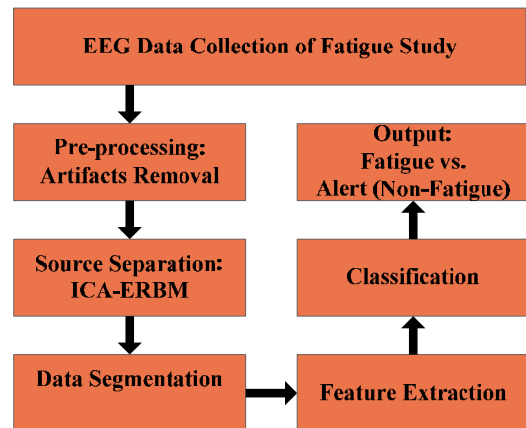 EEG Data Collection of Fatigue Study
Pre-processing:
Artifacts Removal
Source Separation:
ICA-ERBM
Data Segmentation
Feature Extraction
Classification
Output:
Fatigue vs.
Alert (Non-Fatigue)